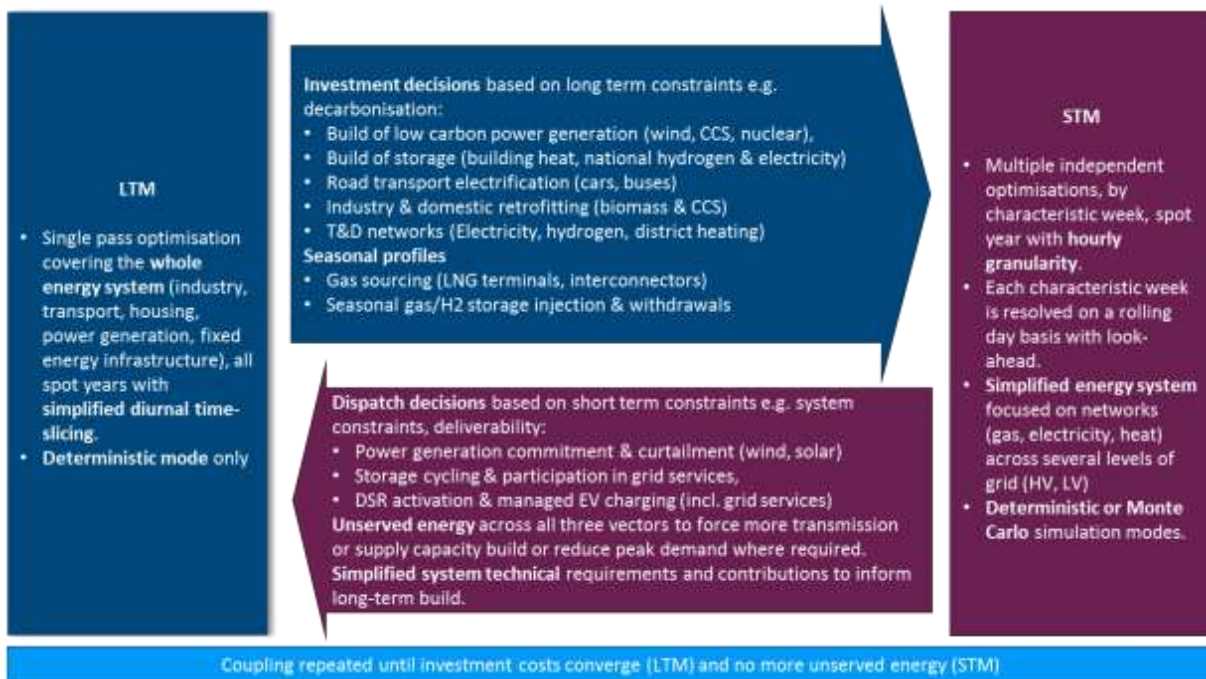 LTM
• Single pass optimisation
covering the whole
energy system (industry,
transport, housing,
power generation, fixed
energy infrastructure), all
spot years with
simplified diurnal time-
slicing.
• Deterministic mode only
Investment decisions based on long term constraints e.g.
decarbonisation:
• Build of low carbon power generation (wind, CCS, nuclear),
• Build of storage (building heat, national hydrogen & electricity)
• Road transport electrification (cars, buses)
• Industry & domestic retrofitting (biomass & CCS)
• T&D networks (Electricity, hydrogen, district heating)
Seasonal profiles
• Gas sourcing (LNG terminals, interconnectors)
• Seasonal gas/H2 storage injection & withdrawals
Dispatch decisions based on short term constraints e.g. system
constraints, deliverability:
• Power generation commitment & curtailment (wind, solar)
• Storage cycling & participation in grid services,
• DSR activation & managed EV charging (incl. grid services)
Unserved energy across all three vectors to force more transmission
or supply capacity build or reduce peak demand where required.
Simplified system technical requirements and contributions to inform
long-term build.
STM
• Multiple independent
optimisations, by
characteristic week, spot
year with hourly
granularity.
• Each characteristic week
is resolved on a rolling
day basis with look-
ahead.
• Simplified energy system
focused on networks
(gas, electricity, heat)
across several levels of
grid (HV, LV)
• Deterministic or Monte
Carlo simulation modes.
Coupling repeated until investment costs converge (LTM) and no more unserved energy (STM)